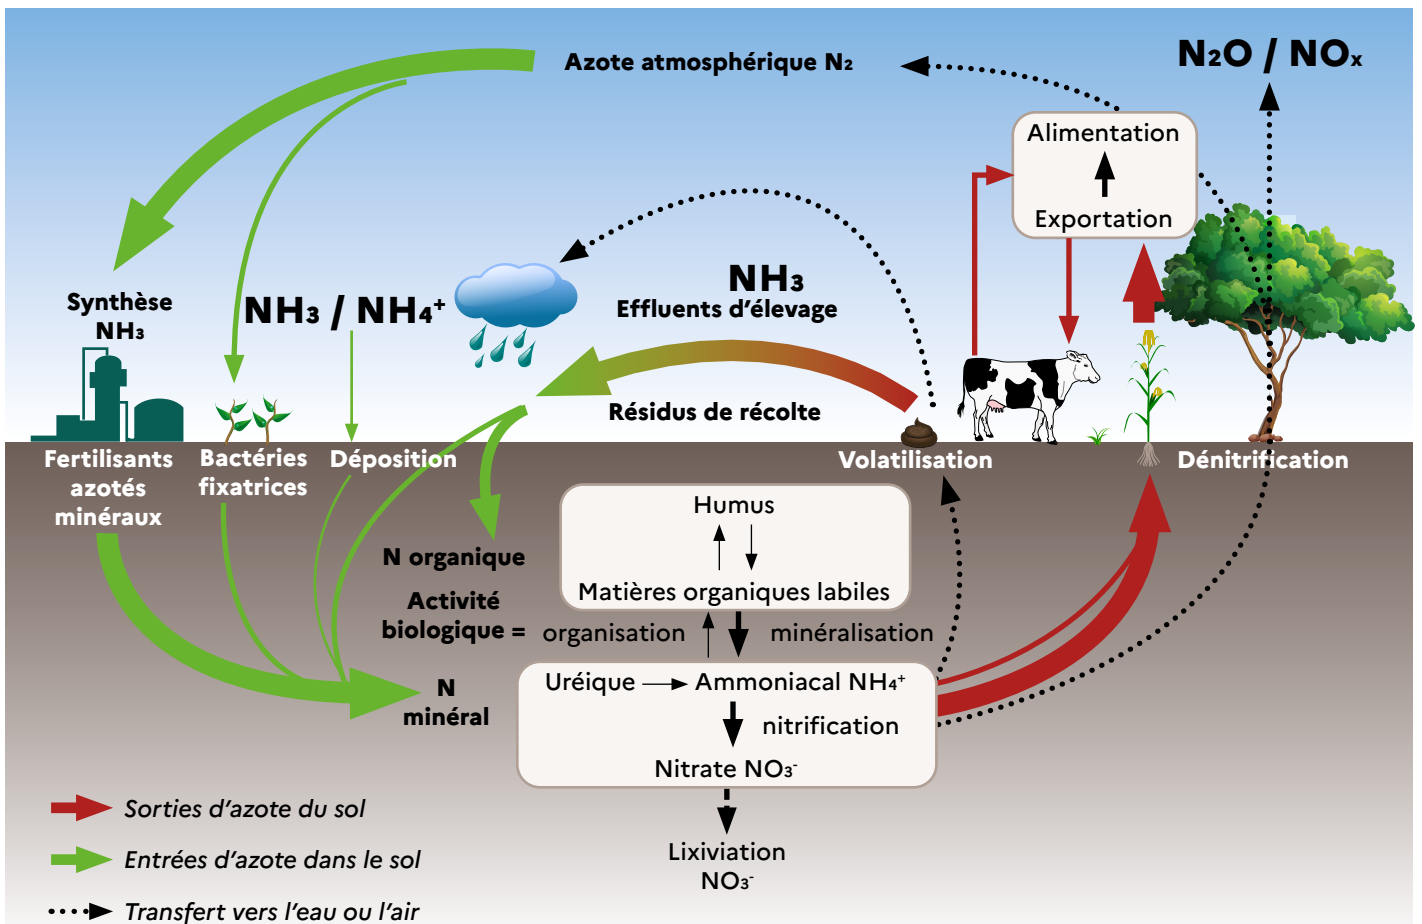 Azote atmosphérique N₂
N₂O / NOₓ
Alimentation
Exportation
Synthèse
NH₃
NH₃ / NH₄⁺
NH₃
Effluents d'élevage
Résidus de récolte
Fertilisants
azotés
minéraux
Bactéries
fixatrices
Déposition
Volatilisation
Dénitrification
Humus
Matières organiques labiles
N organique
Activité
biologique =
organisation
minéralisation
Uréique
Ammoniacal NH₄⁺
nitrification
Nitrate NO₃⁻
N
minéral
Lixiviation
NO₃⁻
Sorties d'azote du sol
Entrées d'azote dans le sol
Transfert vers l'eau ou l'air